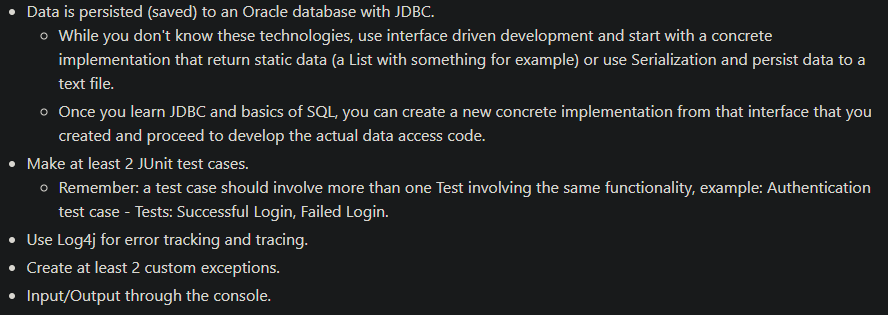 Data is persisted (saved) to an Oracle database with JDBC.
While you don't know these technologies, use interface driven development and start with a concrete
implementation that return static data (a List with something for example) or use Serialization and persist data to a
text file.
Once you learn JDBC and basics of SQL, you can create a new concrete implementation from that interface that you
created and proceed to develop the actual data access code.
Make at least 2 JUnit test cases.
Remember: a test case should involve more than one Test involving the same functionality, example: Authentication
test case - Tests: Successful Login, Failed Login.
Use Log4j for error tracking and tracing.
Create at least 2 custom exceptions.
Input/Output through the console.